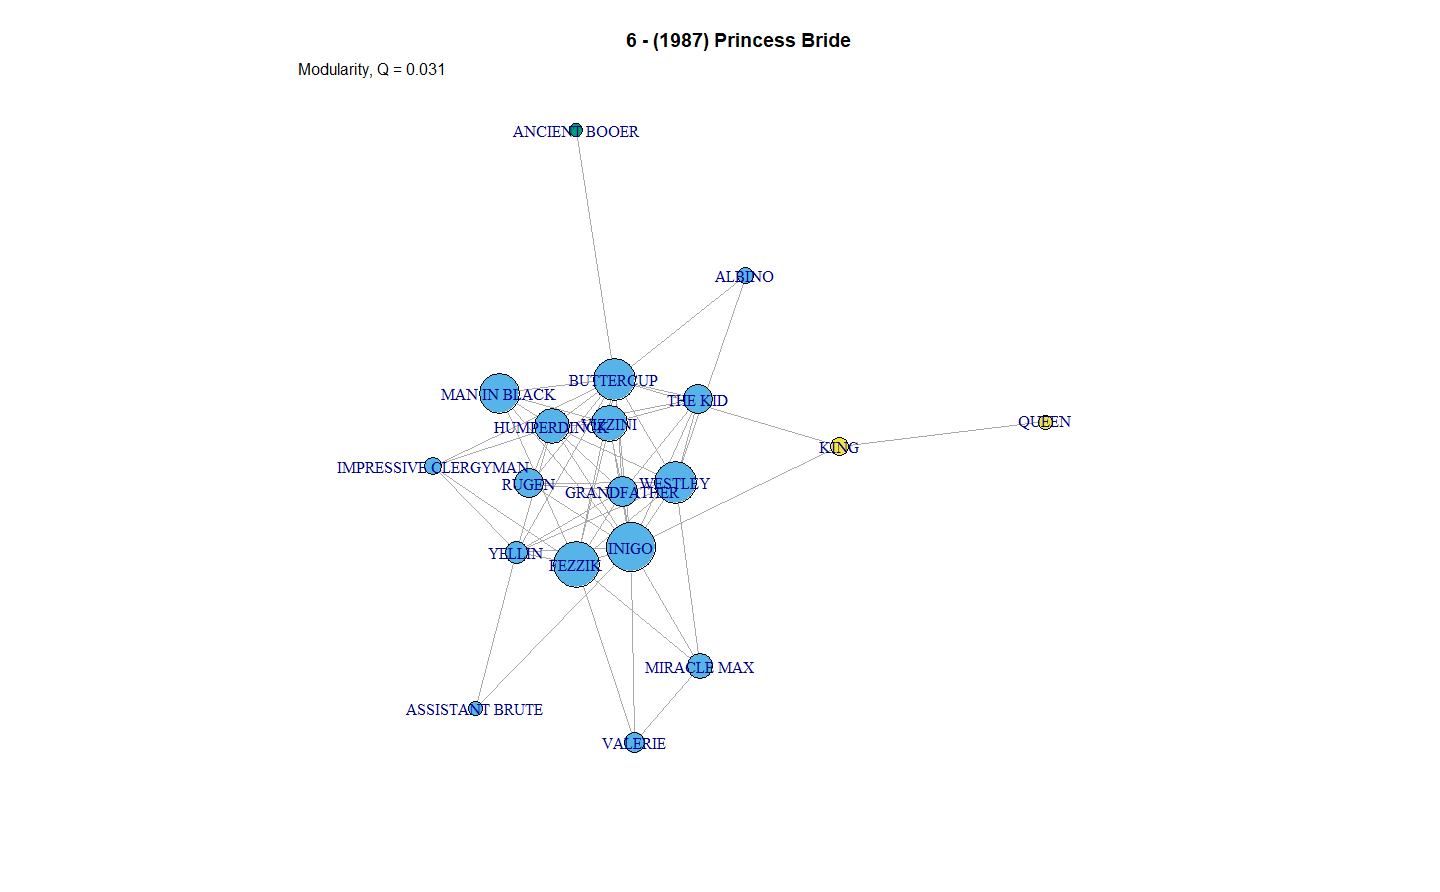 6 - (1987) Princess Bride
Modularity, Q = 0.031
ANCIENT BOOER
ALBINO
BUTTERCUP
MAN IN BLACK
THE KID
QUEEN
HUMPERDINCK
VIZZINI
KING
IMPRESSIVE CLERGYMAN
RUGEN
GRANDFATHER
WESTLEY
YELLIN
INIGO
FEZZIK
MIRACLE MAX
ASSISTANT BRUTE
VALERIE